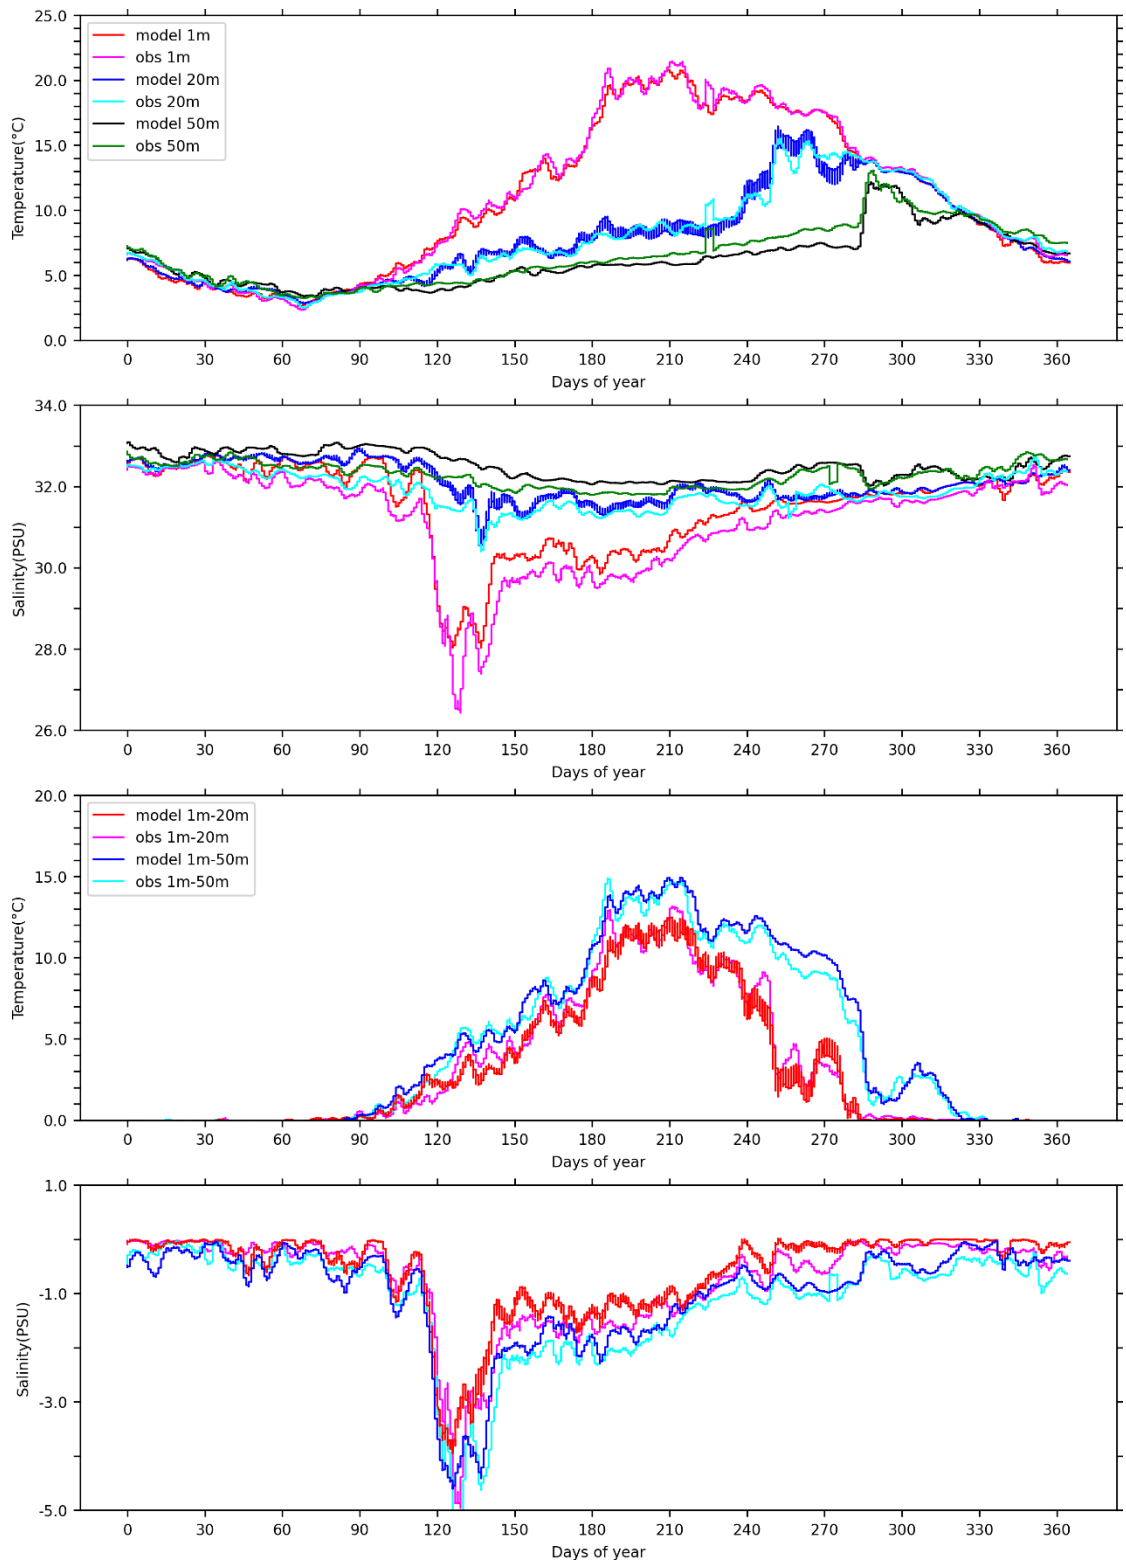 25.0
20.0
15.0
10.0
5.0
0.0
Temperature(°C)
model 1m
obs 1m
model 20m
obs 20m
model 50m
obs 50m
0 30 60 90 120 150 180 210 240 270 300 330 360
Days of year
34.0
32.0
30.0
28.0
26.0
Salinity(PSU)
0 30 60 90 120 150 180 210 240 270 300 330 360
Days of year
20.0
15.0
10.0
5.0
0.0
Temperature(°C)
model 1m-20m
obs 1m-20m
model 1m-50m
obs 1m-50m
0 30 60 90 120 150 180 210 240 270 300 330 360
Days of year
1.0
-1.0
-3.0
-5.0
Salinity(PSU)
0 30 60 90 120 150 180 210 240 270 300 330 360
Days of year